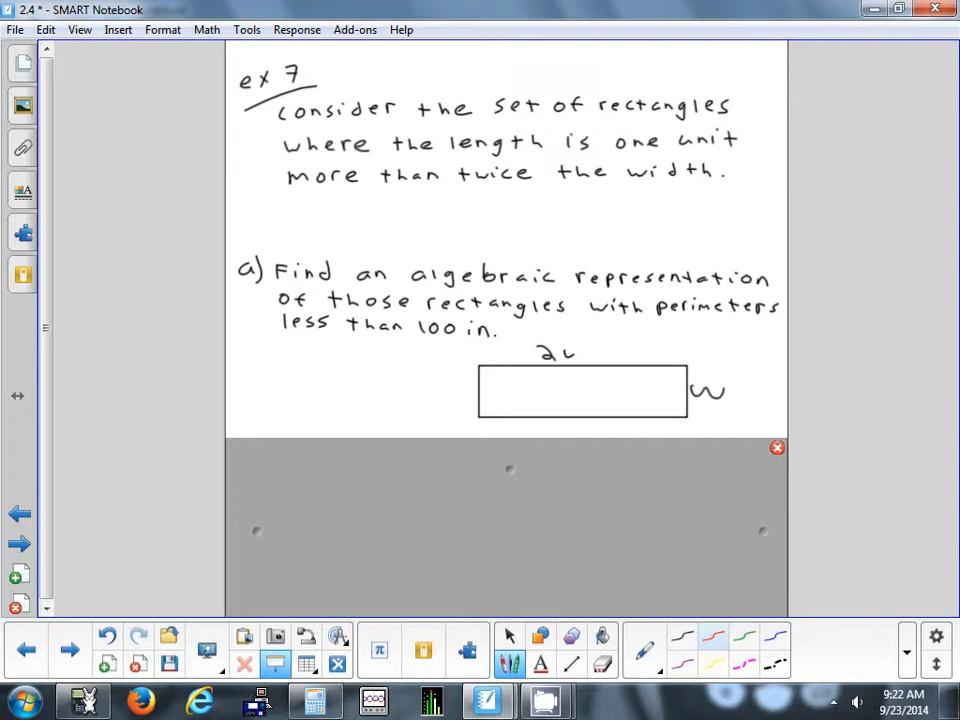 2.4 * - SMART Notebook
File Edit View Insert Format Math Tools Response Add-ons Help
ex 7
Consider the set of rectangles
where the length is one unit
more than twice the width.
a) Find an algebraic representation
of those rectangles with perimeters
less than 100 in.
W
9:22 AM
9/23/2014